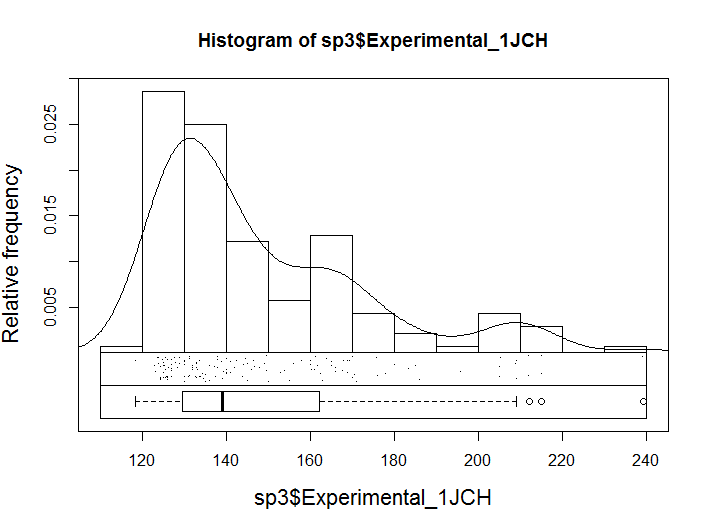 Histogram of sp3$Experimental_1JCH
Relative frequency
0.025
0.015
0.005
120 140 160 180 200 220 240
sp3$Experimental_1JCH